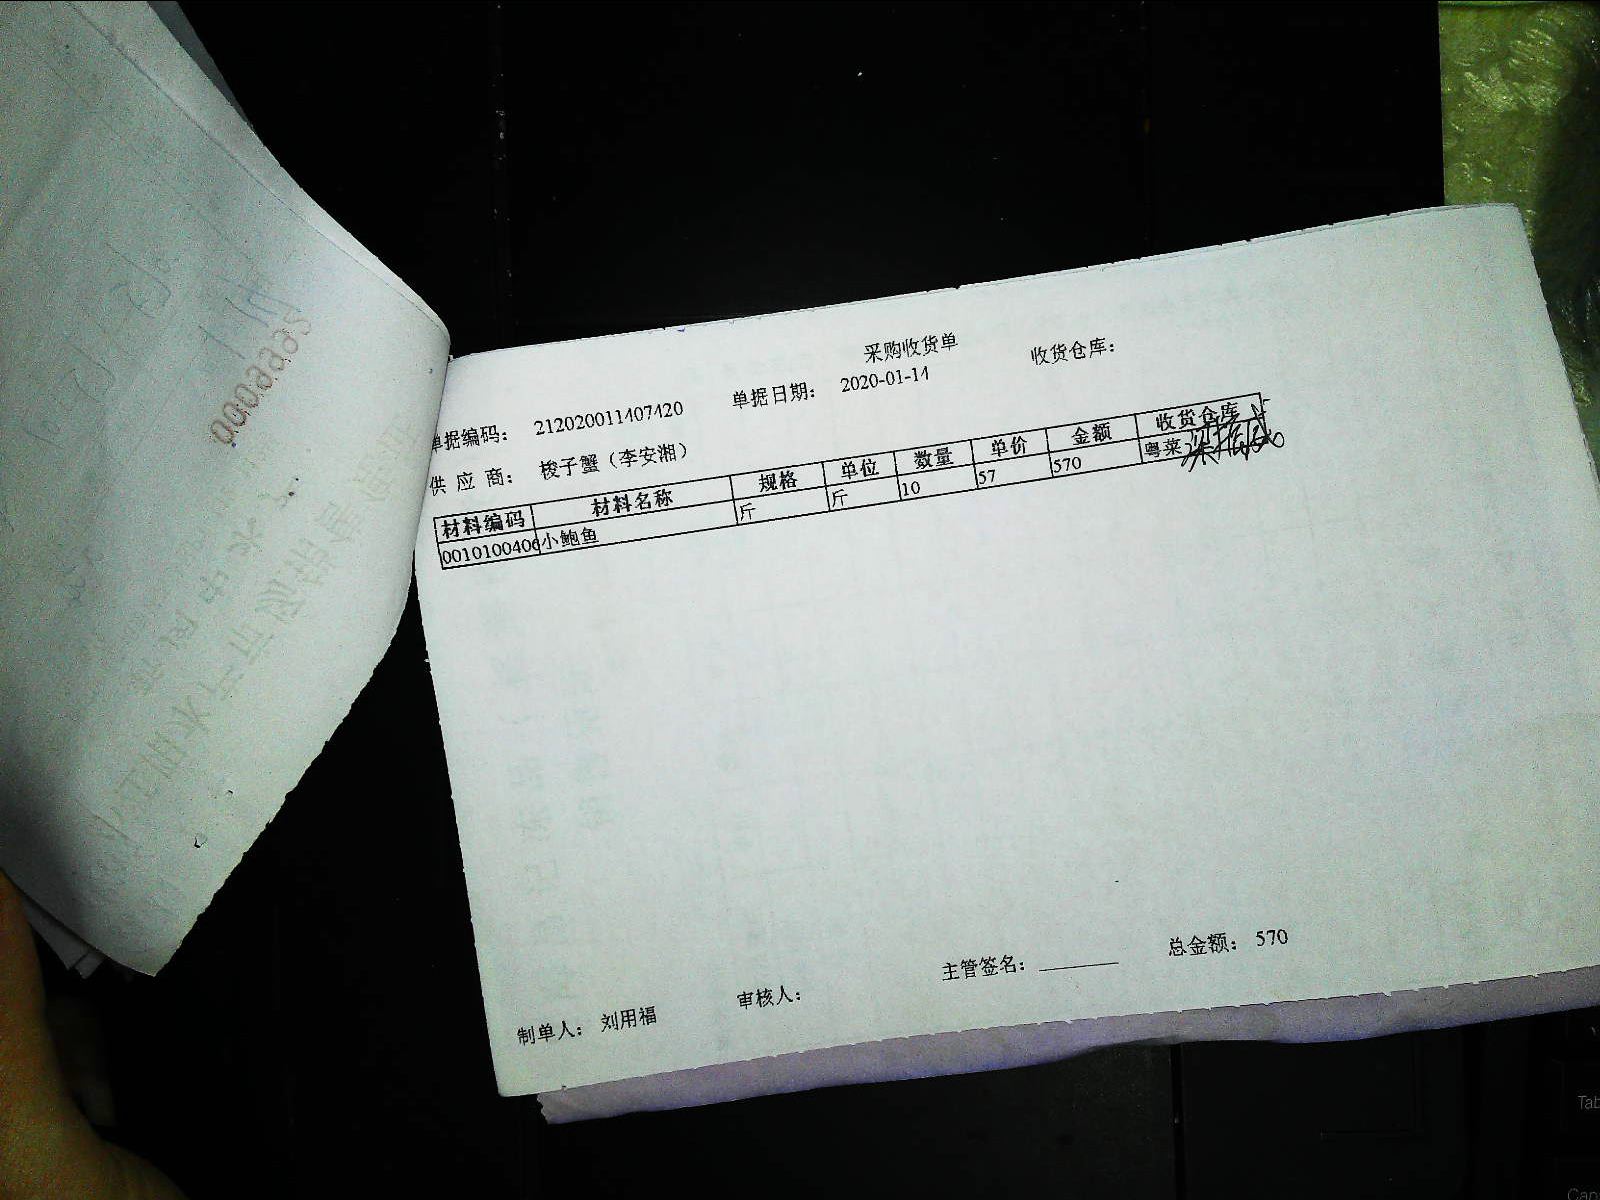 采购收货单
单据编码： 212020011407420 单据日期： 2020-01-14 收货仓库：
供 应 商： 梭子蟹（李安湘）
材料编码 材料名称 规格 单位 数量 单价 金额 收货仓库
0010100406 小鲍鱼 斤 斤 10 57 570 粤菜
制单人： 刘用福 审核人： 主管签名： 总金额： 570
Tab